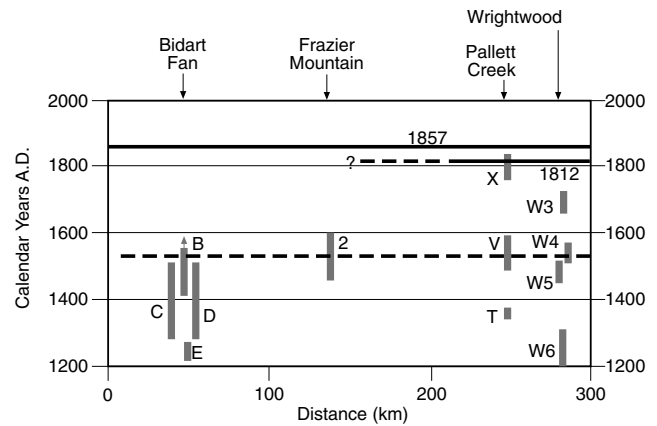 Wrightwood
Bidart
Fan
Frazier
Mountain
Pallett
Creek
2000
2000
1857
1800
?
X
1812
1800
W3
1600
B
2
V
W4
1600
W5
1400
C
D
T
1400
E
W6
1200
1200
0
100
200
300
Distance (km)
Calendar Years A.D.